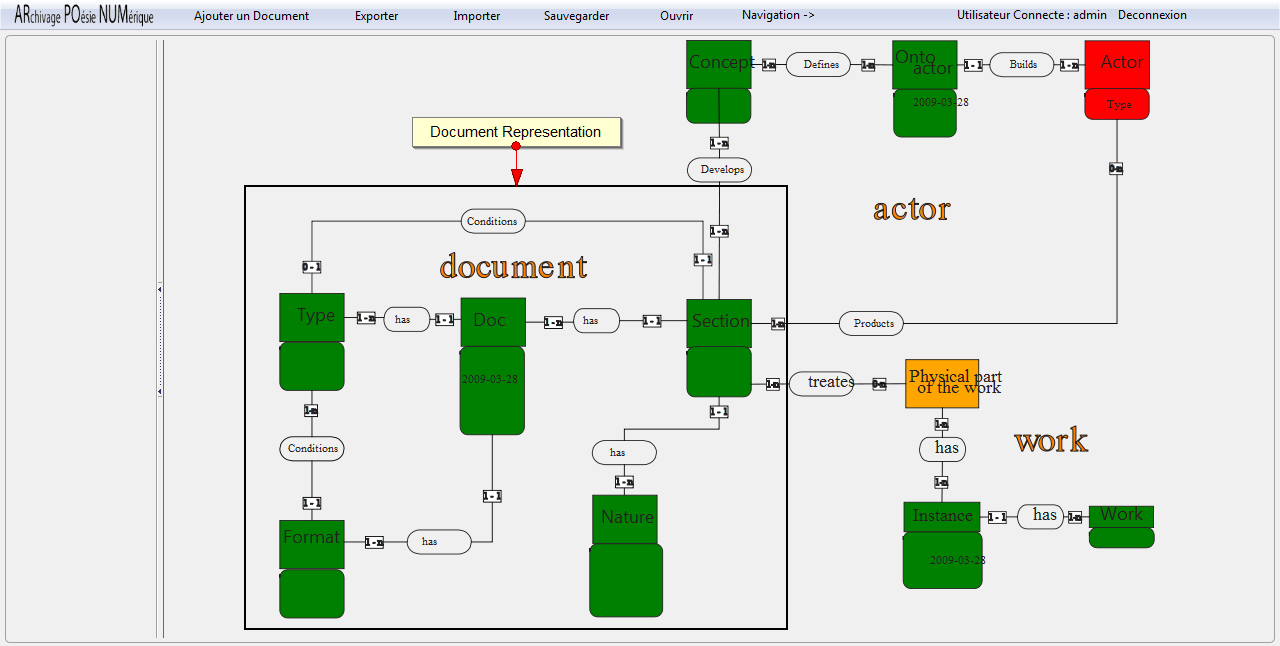 ARchivage POésie NUMérique
Ajouter un Document
Exporter
Importer
Sauvegarder
Ouvrir
Navigation ->
Utilisateur Connecte : admin
Deconnexion
Concept
1-n
Defines
1-n
Onto
actor
2009-03-28
1-1
Builds
1-n
Actor
Type
Document Representation
1-n
Develops
0-n
1-n
actor
Conditions
0-1
1-1
document
Type
1-n
has
1-1
Doc
2009-03-28
1-n
has
1-1
Section
1-n
Products
1-n
treates
0-n
Physical part
of the work
1-n
Conditions
1-1
1-1
has
1-n
1-n
has
1-n
work
1-1
Format
1-n
has
Nature
Instance
2009-03-28
1-1
has
1-n
Work